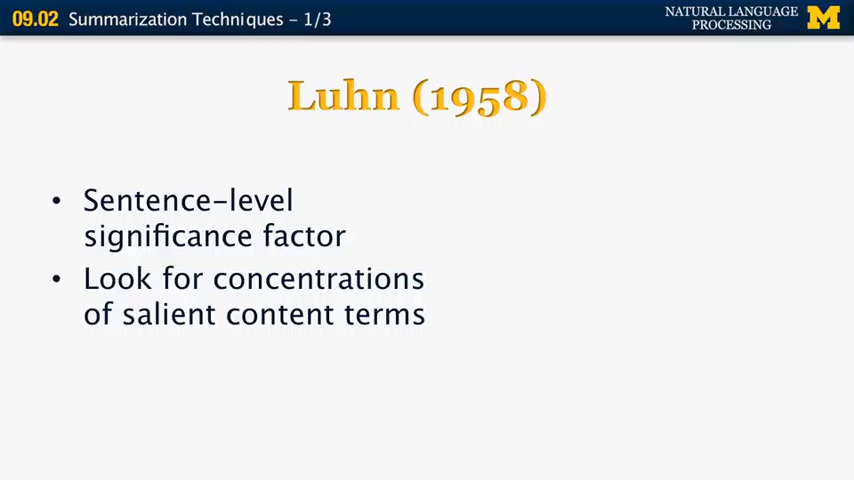 09.02 Summarization Techniques – 1/3
NATURAL LANGUAGE
PROCESSING
M
Luhn (1958)
• Sentence-level
significance factor
• Look for concentrations
of salient content terms